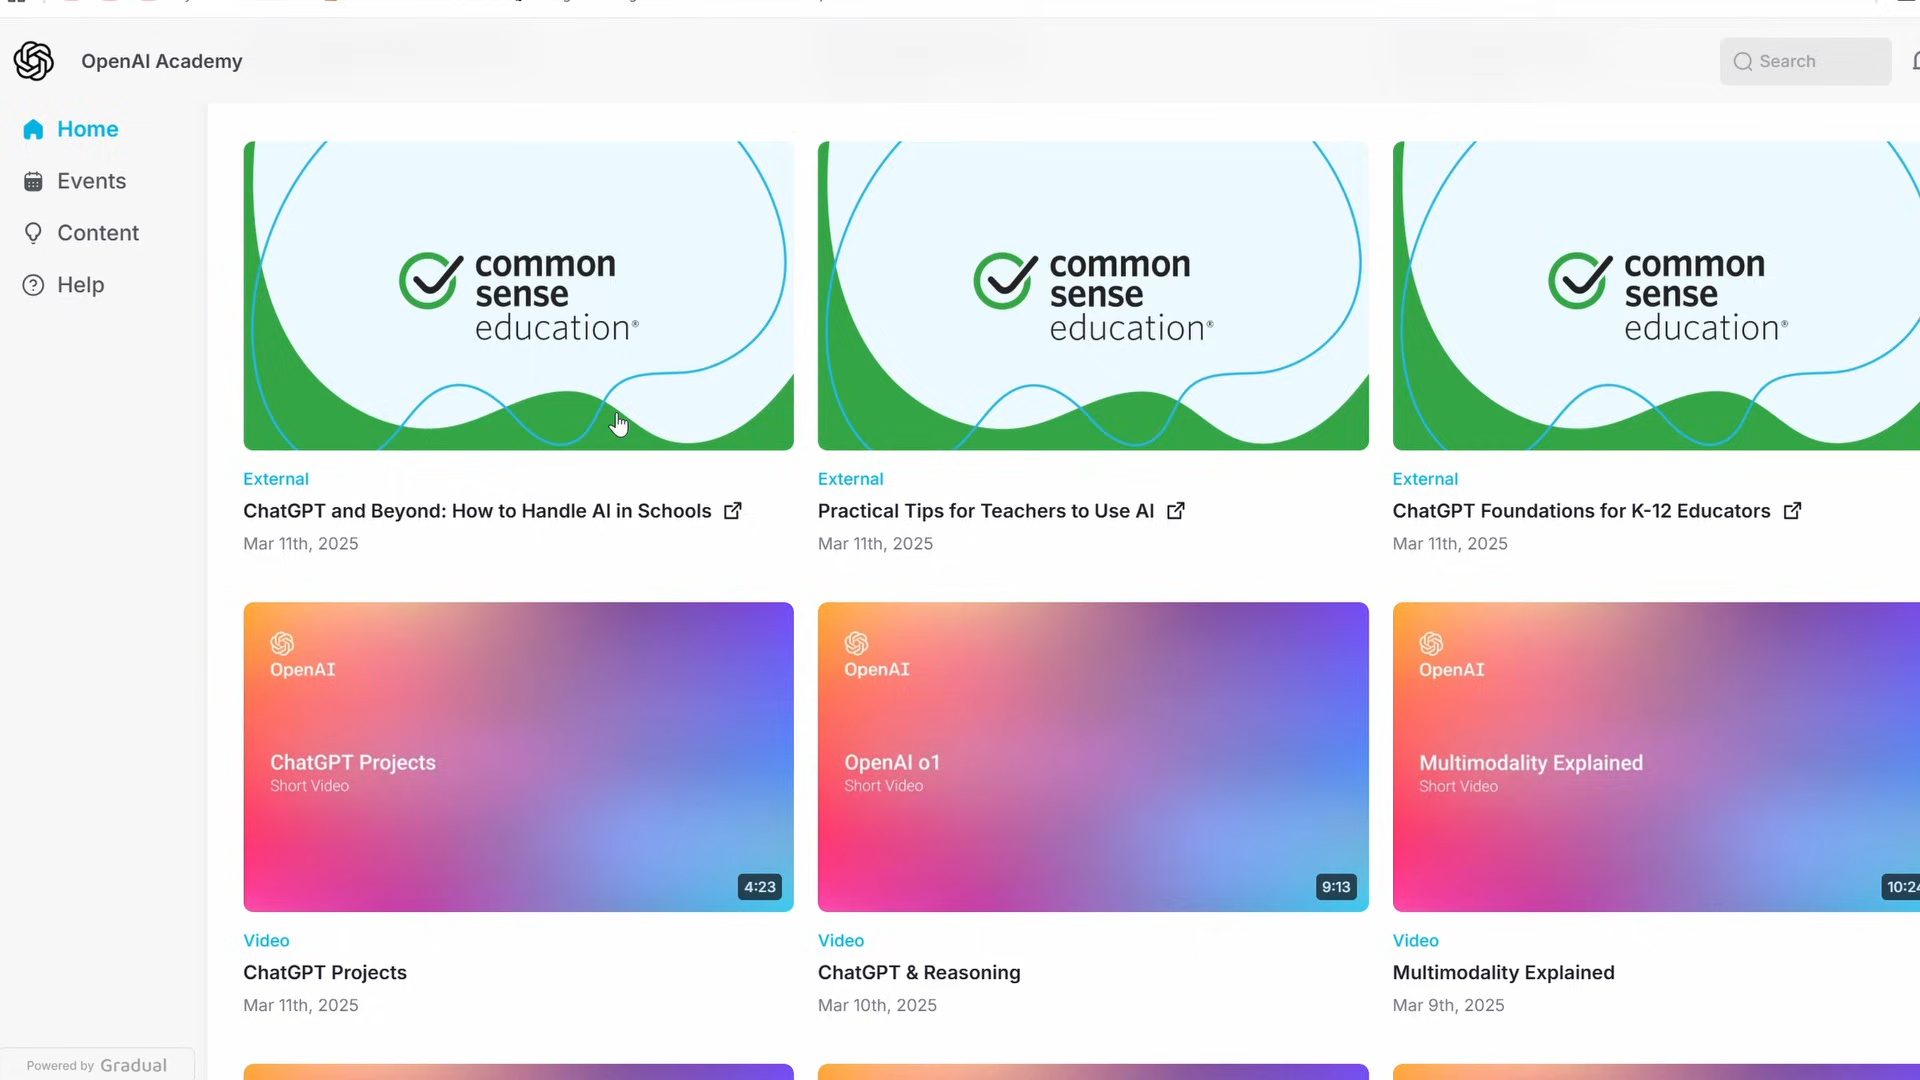 OpenAI Academy
Search
Home
Events
Content
Help
common
sense
education®
common
sense
education®
common
sense
education®
External
ChatGPT and Beyond: How to Handle AI in Schools
Mar 11th, 2025
External
Practical Tips for Teachers to Use AI
Mar 11th, 2025
External
ChatGPT Foundations for K-12 Educators
Mar 11th, 2025
OpenAI
ChatGPT Projects
Short Video
4:23
OpenAI
OpenAI o1
Short Video
9:13
OpenAI
Multimodality Explained
Short Video
10:24
Video
ChatGPT Projects
Mar 11th, 2025
Video
ChatGPT & Reasoning
Mar 10th, 2025
Video
Multimodality Explained
Mar 9th, 2025
Powered by Gradual